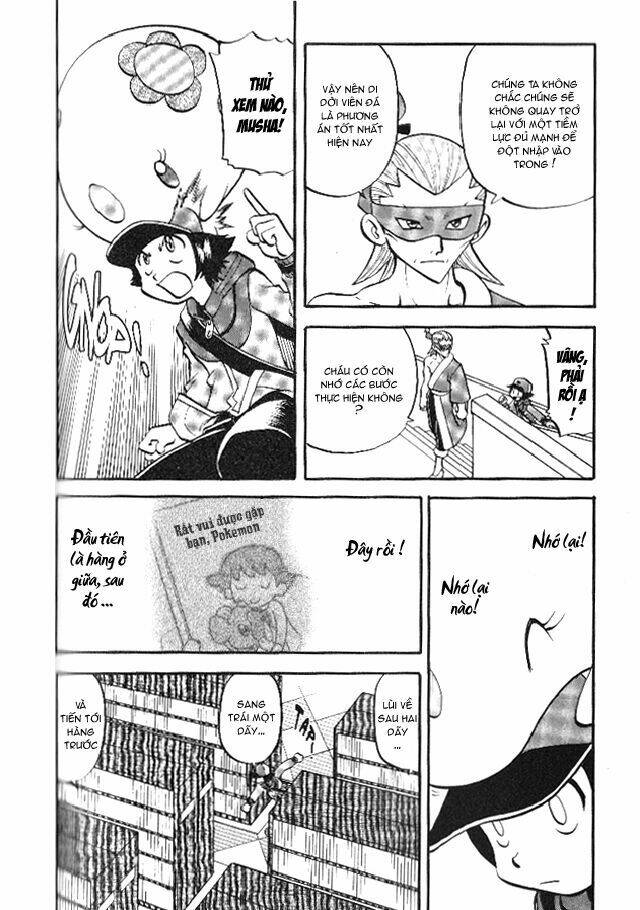 CHÚNG TA KHÔNG
CHẮC CHÚNG SẼ
KHÔNG QUAY TRỞ
LẠI VỚI MỘT TIỀM
LỰC ĐỦ MẠNH ĐỂ
ĐỘT NHẬP VÀO
TRONG !
VẬY NÊN DI
DỜI VIÊN ĐÁ
LÀ PHƯƠNG
ÁN TỐT NHẤT
HIỆN NAY
THỬ
XEM NÀO,
MUSHA!
VÂNG,
PHẢI
RỒI Ạ
!
CHÁU CÓ CÒN
NHỚ CÁC BƯỚC
THỰC HIỆN KHÔNG
?
Nhớ lại!
Nhớ lại
nào!
Đây rồi !
Rất vui được gặp
bạn, Pokemon
Đầu tiên
là hàng ở
giữa, sau
đó ...
LÙI VỀ
SAU HAI
DÃY
...
TAP!
SANG
TRÁI MỘT
DÃY...
VÀ
TIẾN TỚI
HÀNG
TRƯỚC